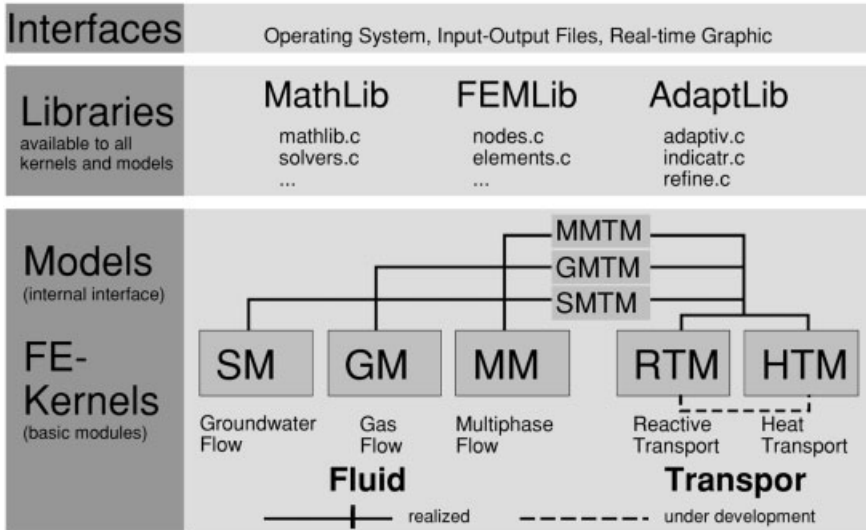 Interfaces
Operating System, Input-Output Files, Real-time Graphic
Libraries
available to all
kernels and models
MathLib
mathlib.c
solvers.c
...
FEMLib
nodes.c
elements.c
...
AdaptLib
adaptiv.c
indicatr.c
refine.c
Models
(internal interface)
MMTM
GMTM
SMTM
FE-
Kernels
(basic modules)
SM
GM
MM
RTM
HTM
Groundwater
Flow
Gas
Flow
Multiphase
Flow
Reactive
Transport
Heat
Transport
Fluid
Transpor
realized
under development